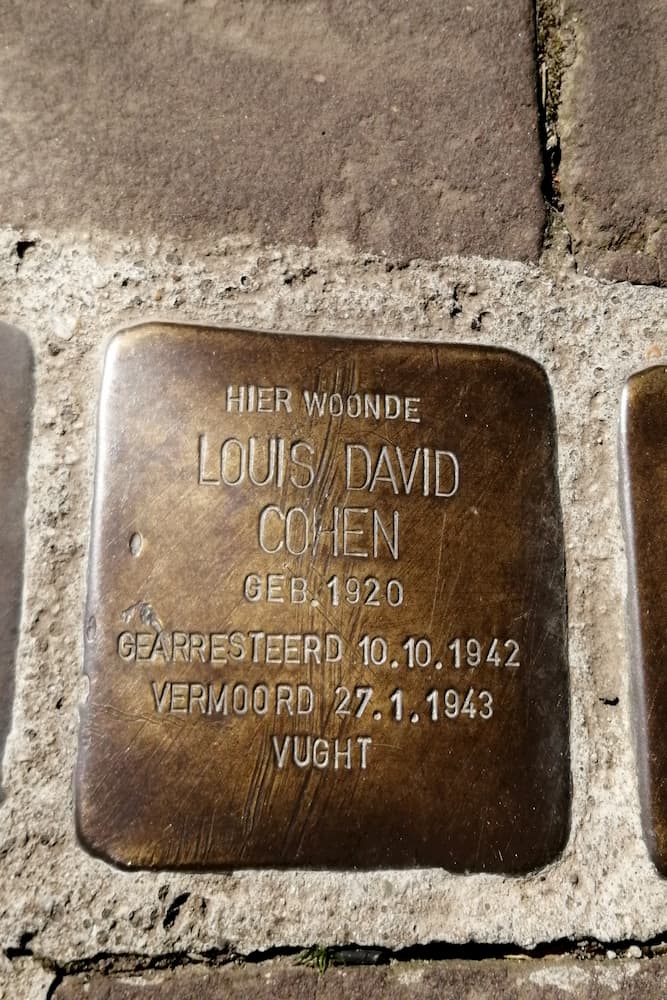 HIER WOONDE
LOUIS DAVID
COHEN
GEB.1920
GEARRESTEERD 10.10.1942
VERMOORD 27.1.1943
VUGHT